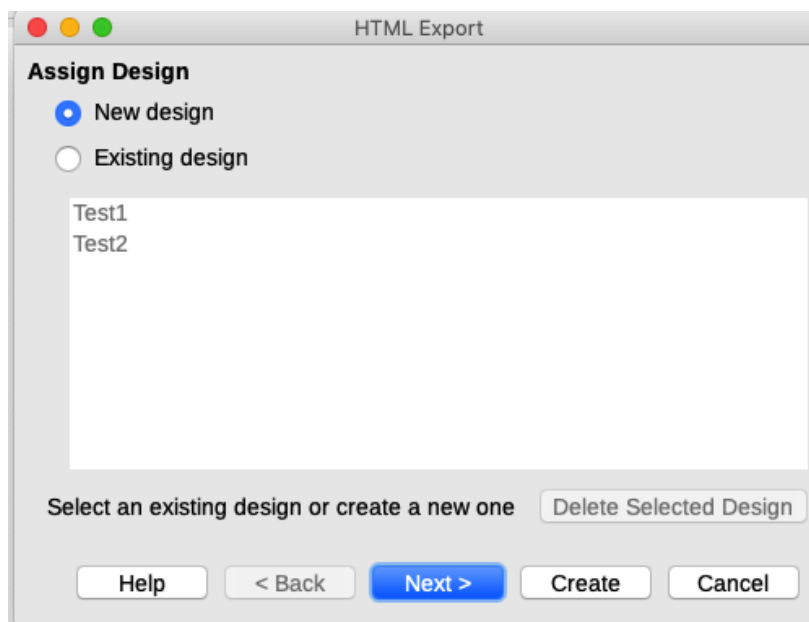 HTML Export
Assign Design
New design
Existing design
Test1
Test2
Select an existing design or create a new one Delete Selected Design
Help < Back Next > Create Cancel